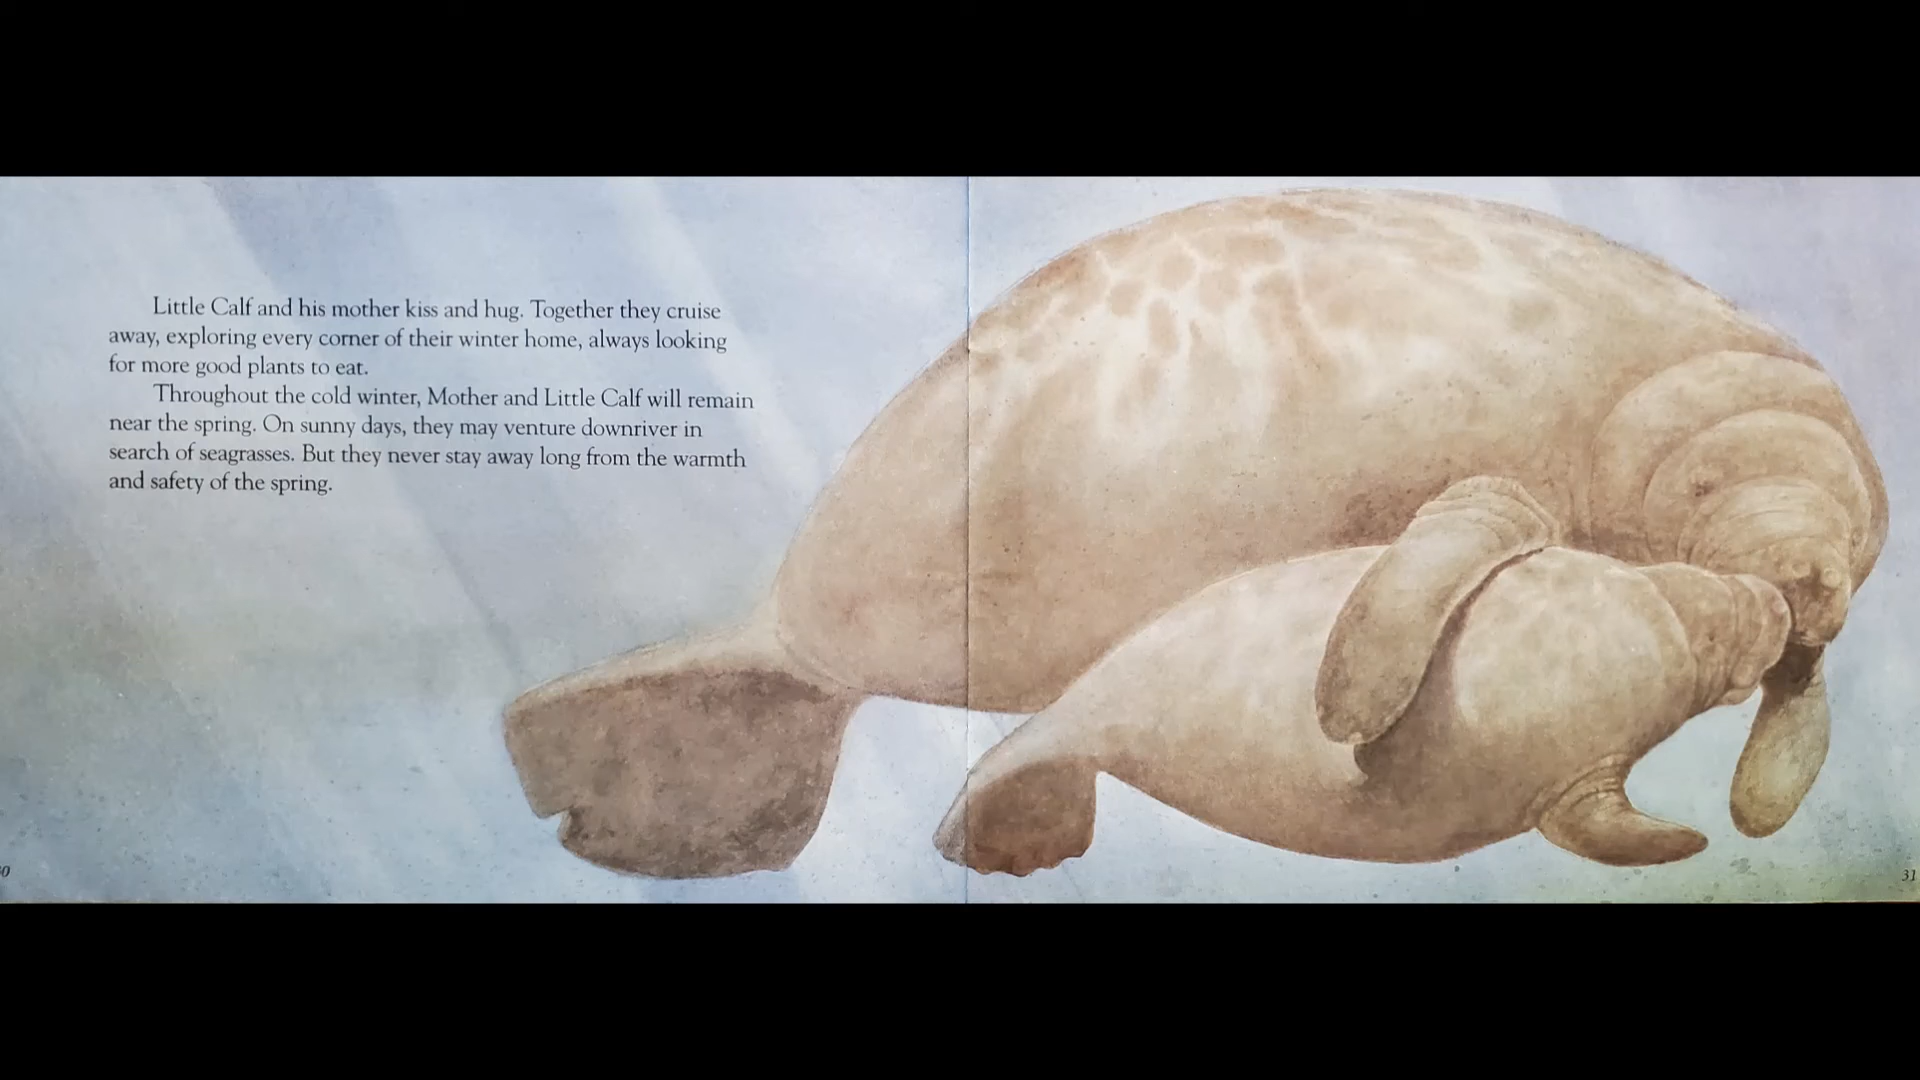 Little Calf and his mother kiss and hug. Together they cruise
away, exploring every corner of their winter home, always looking
for more good plants to eat.
Throughout the cold winter, Mother and Little Calf will remain
near the spring. On sunny days, they may venture downriver in
search of seagrasses. But they never stay away long from the warmth
and safety of the spring.
0
31